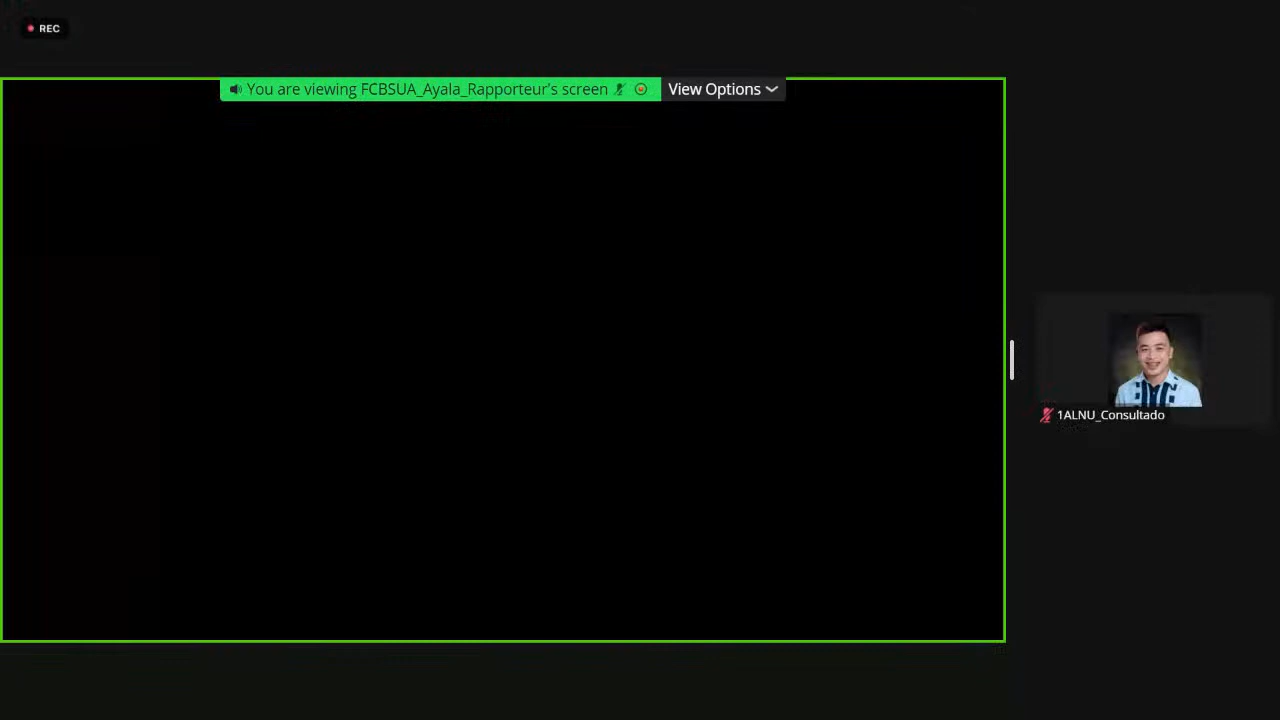 REC
You are viewing FCBSUA_Ayala_Rapporteur's screen
View Options
1ALNU_Consultado